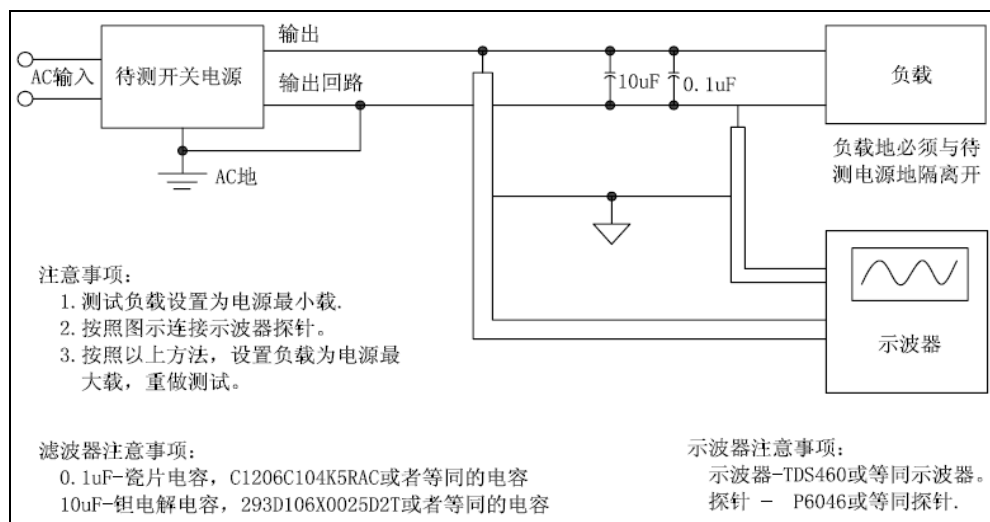 输出
AC输入
待测开关电源
输出回路
10uF
0.1uF
负载
AC地
负载地必须与待
测电源地隔离开
注意事项：
1.测试负载设置为电源最小载.
2.按照图示连接示波器探针。
3.按照以上方法，设置负载为电源最
大载，重做测试。
示波器
滤波器注意事项：
0.1uF-瓷片电容，C1206C104K5RAC或者等同的电容
10uF-钽电解电容，293D106X0025D2T或者等同的电容
示波器注意事项：
示波器-TDS460或等同示波器。
探针 - P6046或等同探针.